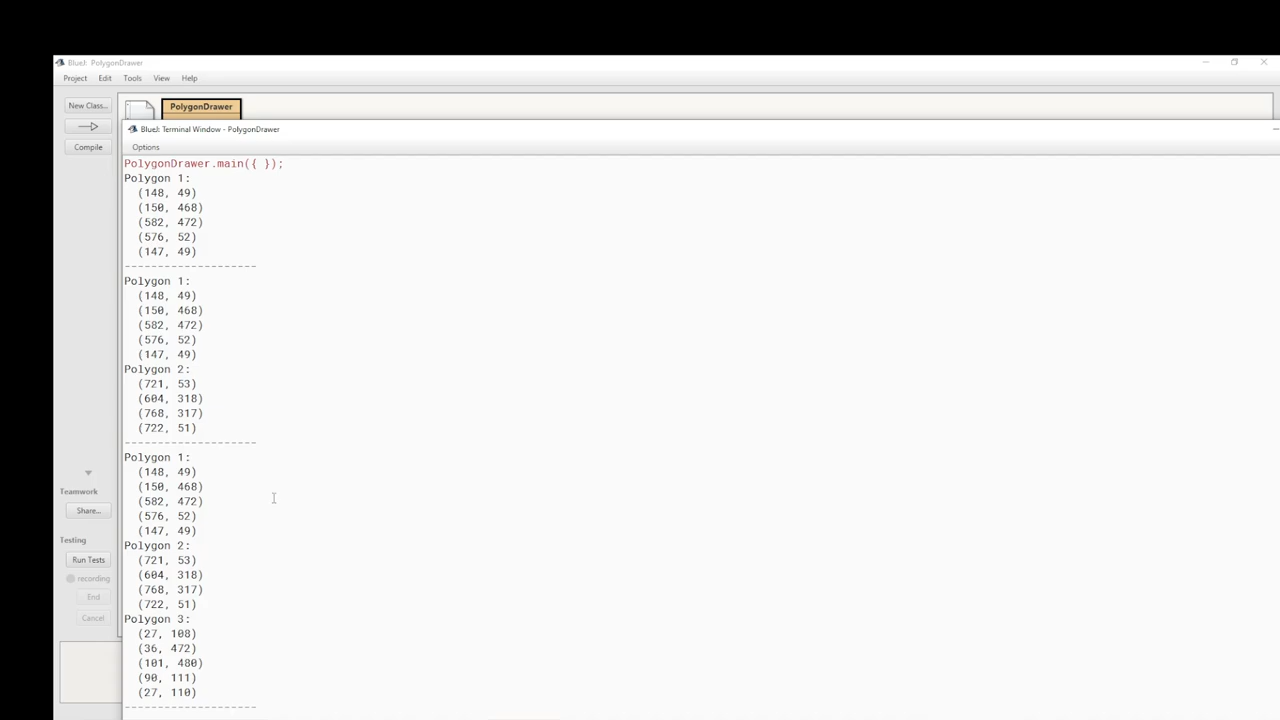 BlueJ: PolygonDrawer
Project Edit Tools View Help
New Class...
PolygonDrawer
Compile
BlueJ: Terminal Window - PolygonDrawer
Options
PolygonDrawer.main({ });
Polygon 1:
(148, 49)
(150, 468)
(582, 472)
(576, 52)
(147, 49)
--------------------
Polygon 1:
(148, 49)
(150, 468)
(582, 472)
(576, 52)
(147, 49)
Polygon 2:
(721, 53)
(604, 318)
(768, 317)
(722, 51)
--------------------
Polygon 1:
(148, 49)
(150, 468)
(582, 472)
(576, 52)
(147, 49)
Polygon 2:
(721, 53)
(604, 318)
(768, 317)
(722, 51)
Polygon 3:
(27, 108)
(36, 472)
(101, 480)
(90, 111)
(27, 110)
--------------------
Teamwork
Share...
Testing
Run Tests
recording
End
Cancel